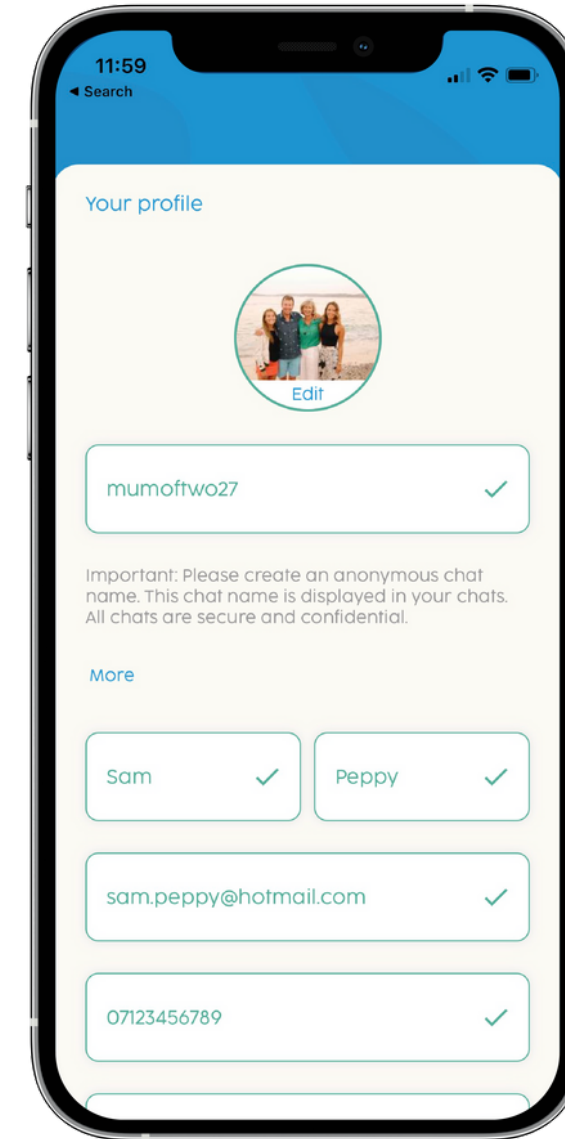 11:59
◀ Search
Your profile
Edit
mumoftwo27
Important: Please create an anonymous chat
name. This chat name is displayed in your chats.
All chats are secure and confidential.
More
Sam
Peppy
sam.peppy@hotmail.com
07123456789